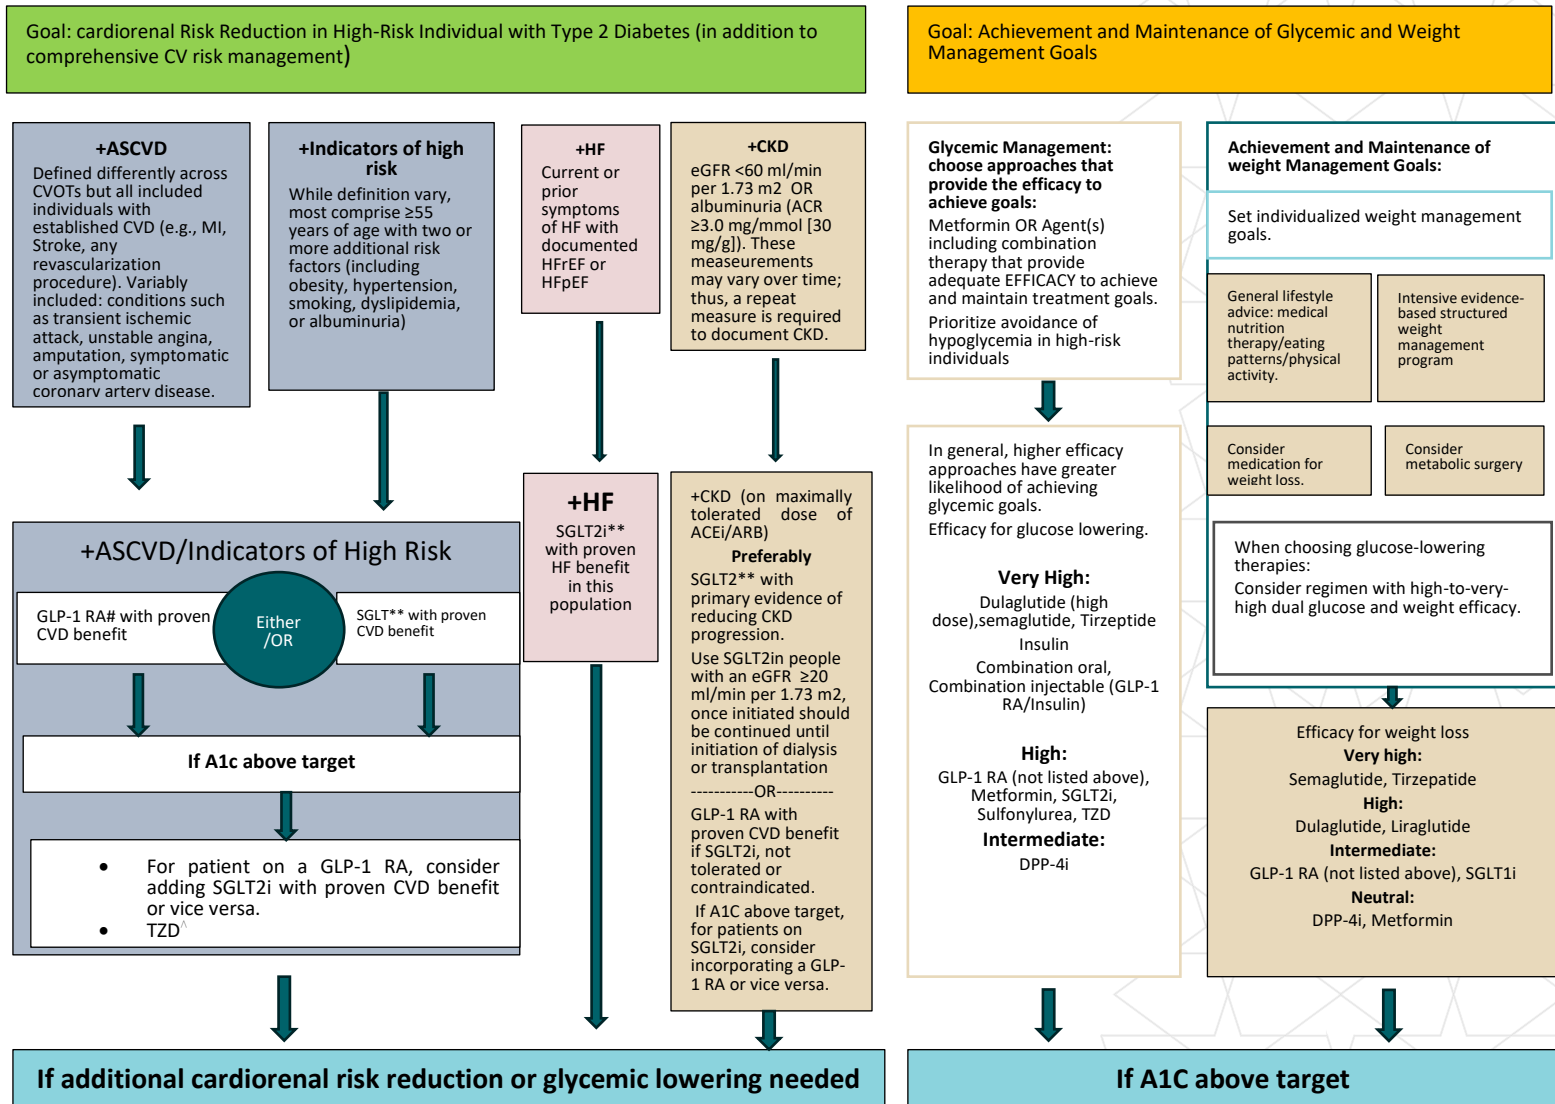 Goal: cardiorenal Risk Reduction in High-Risk Individual with Type 2 Diabetes (in addition to
comprehensive CV risk management)
+ASCVD
Defined differently across
CVOTs but all included
individuals with
established CVD (e.g., MI,
Stroke, any
revascularization
procedure). Variably
included: conditions such
as transient ischemic
attack, unstable angina,
amputation, symptomatic
or asymptomatic
coronary artery disease.
+Indicators of high
risk
While definition vary,
most comprise ≥55
years of age with two or
more additional risk
factors (including
obesity, hypertension,
smoking, dyslipidemia,
or albuminuria)
+HF
Current or
prior
symptoms
of HF with
documented
HFrEF or
HFpEF
+CKD
eGFR <60 ml/min
per 1.73 m2 OR
albuminuria (ACR
≥3.0 mg/mmol [30
mg/g]). These
measeurements
may vary over time;
thus, a repeat
measure is required
to document CKD.
+ASCVD/Indicators of High Risk
GLP-1 RA# with proven
CVD benefit
Either
/OR
SGLT** with proven
CVD benefit
If A1c above target
• For patient on a GLP-1 RA, consider
adding SGLT2i with proven CVD benefit
or vice versa.
• TZD^
+HF
SGLT2i**
with proven
HF benefit
in this
population
+CKD (on maximally
tolerated dose of
ACEi/ARB)
Preferably
SGLT2** with
primary evidence of
reducing CKD
progression.
Use SGLT2in people
with an eGFR ≥20
ml/min per 1.73 m2,
once initiated should
be continued until
initiation of dialysis
or transplantation
-----------OR----------
GLP-1 RA with
proven CVD benefit
if SGLT2i, not
tolerated or
contraindicated.
If A1C above target,
for patients on
SGLT2i, consider
incorporating a GLP-
1 RA or vice versa.
If additional cardiorenal risk reduction or glycemic lowering needed
Goal: Achievement and Maintenance of Glycemic and Weight
Management Goals
Glycemic Management:
choose approaches that
provide the efficacy to
achieve goals:
Metformin OR Agent(s)
including combination
therapy that provide
adequate EFFICACY to achieve
and maintain treatment goals.
Prioritize avoidance of
hypoglycemia in high-risk
individuals
In general, higher efficacy
approaches have greater
likelihood of achieving
glycemic goals.
Efficacy for glucose lowering.
Very High:
Dulaglutide (high
dose),semaglutide, Tirzeptide
Insulin
Combination oral,
Combination injectable (GLP-1
RA/Insulin)
High:
GLP-1 RA (not listed above),
Metformin, SGLT2i,
Sulfonylurea, TZD
Intermediate:
DPP-4i
Achievement and Maintenance of
weight Management Goals:
Set individualized weight management
goals.
General lifestyle
advice: medical
nutrition
therapy/eating
patterns/physical
activity.
Intensive evidence-
based structured
weight
management
program
Consider
medication for
weight loss.
Consider
metabolic surgery
When choosing glucose-lowering
therapies:
Consider regimen with high-to-very-
high dual glucose and weight efficacy.
Efficacy for weight loss
Very high:
Semaglutide, Tirzepatide
High:
Dulaglutide, Liraglutide
Intermediate:
GLP-1 RA (not listed above), SGLT1i
Neutral:
DPP-4i, Metformin
If A1C above target